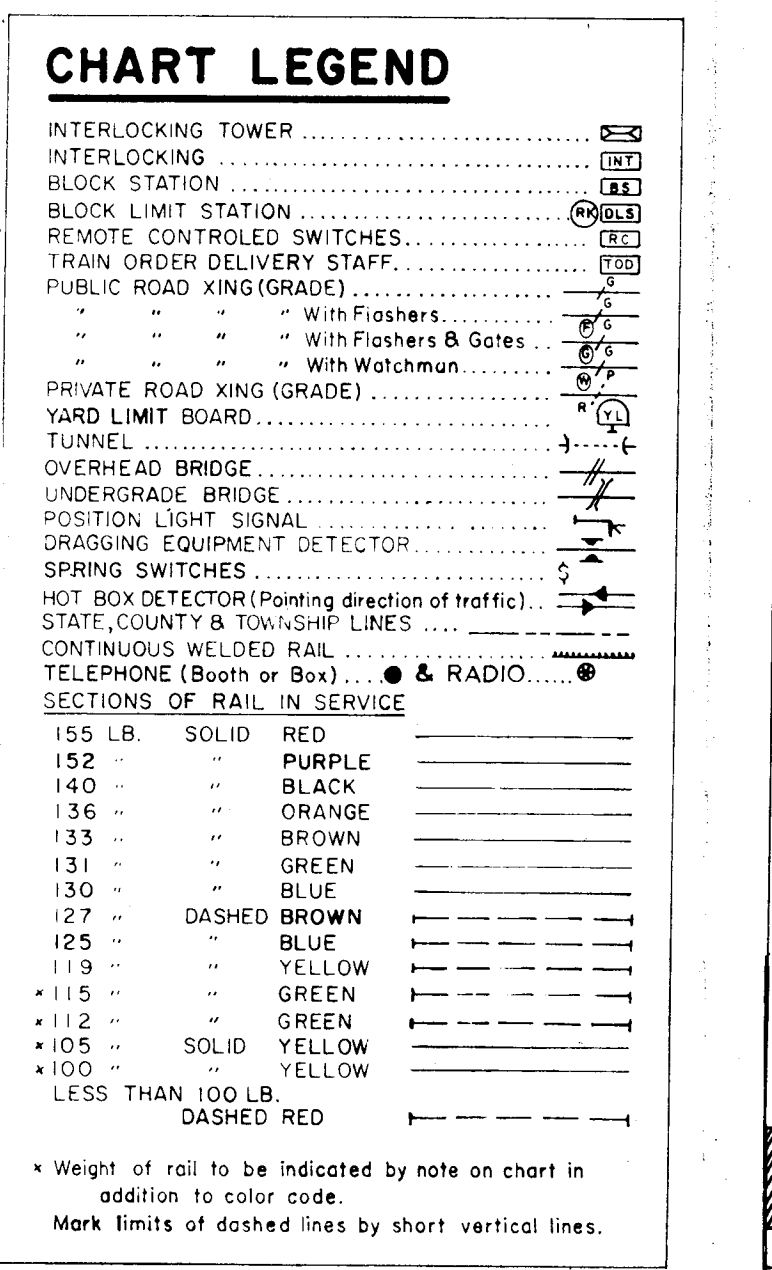 CHART LEGEND
INTERLOCKING TOWER
INTERLOCKING INT
BLOCK STATION BS
BLOCK LIMIT STATION RK DLS
REMOTE CONTROLED SWITCHES RC
TRAIN ORDER DELIVERY STAFF TOD
PUBLIC ROAD XING (GRADE) G
" " " " With Flashers G F
" " " " With Flashers & Gates G G
" " " " With Watchman G W
PRIVATE ROAD XING (GRADE) P R
YARD LIMIT BOARD YL
TUNNEL
OVERHEAD BRIDGE
UNDERGRADE BRIDGE
POSITION LIGHT SIGNAL
DRAGGING EQUIPMENT DETECTOR
SPRING SWITCHES $
HOT BOX DETECTOR (Pointing direction of traffic)
STATE, COUNTY & TOWNSHIP LINES
CONTINUOUS WELDED RAIL
TELEPHONE (Booth or Box) & RADIO
SECTIONS OF RAIL IN SERVICE
155 LB. SOLID RED
152 " " PURPLE
140 " " BLACK
136 " " ORANGE
133 " " BROWN
131 " " GREEN
130 " " BLUE
127 " DASHED BROWN
125 " " BLUE
119 " " YELLOW
* 115 " " GREEN
* 112 " " GREEN
* 105 " SOLID YELLOW
* 100 " " YELLOW
LESS THAN 100 LB.
DASHED RED
* Weight of rail to be indicated by note on chart in
addition to color code.
Mark limits of dashed lines by short vertical lines.